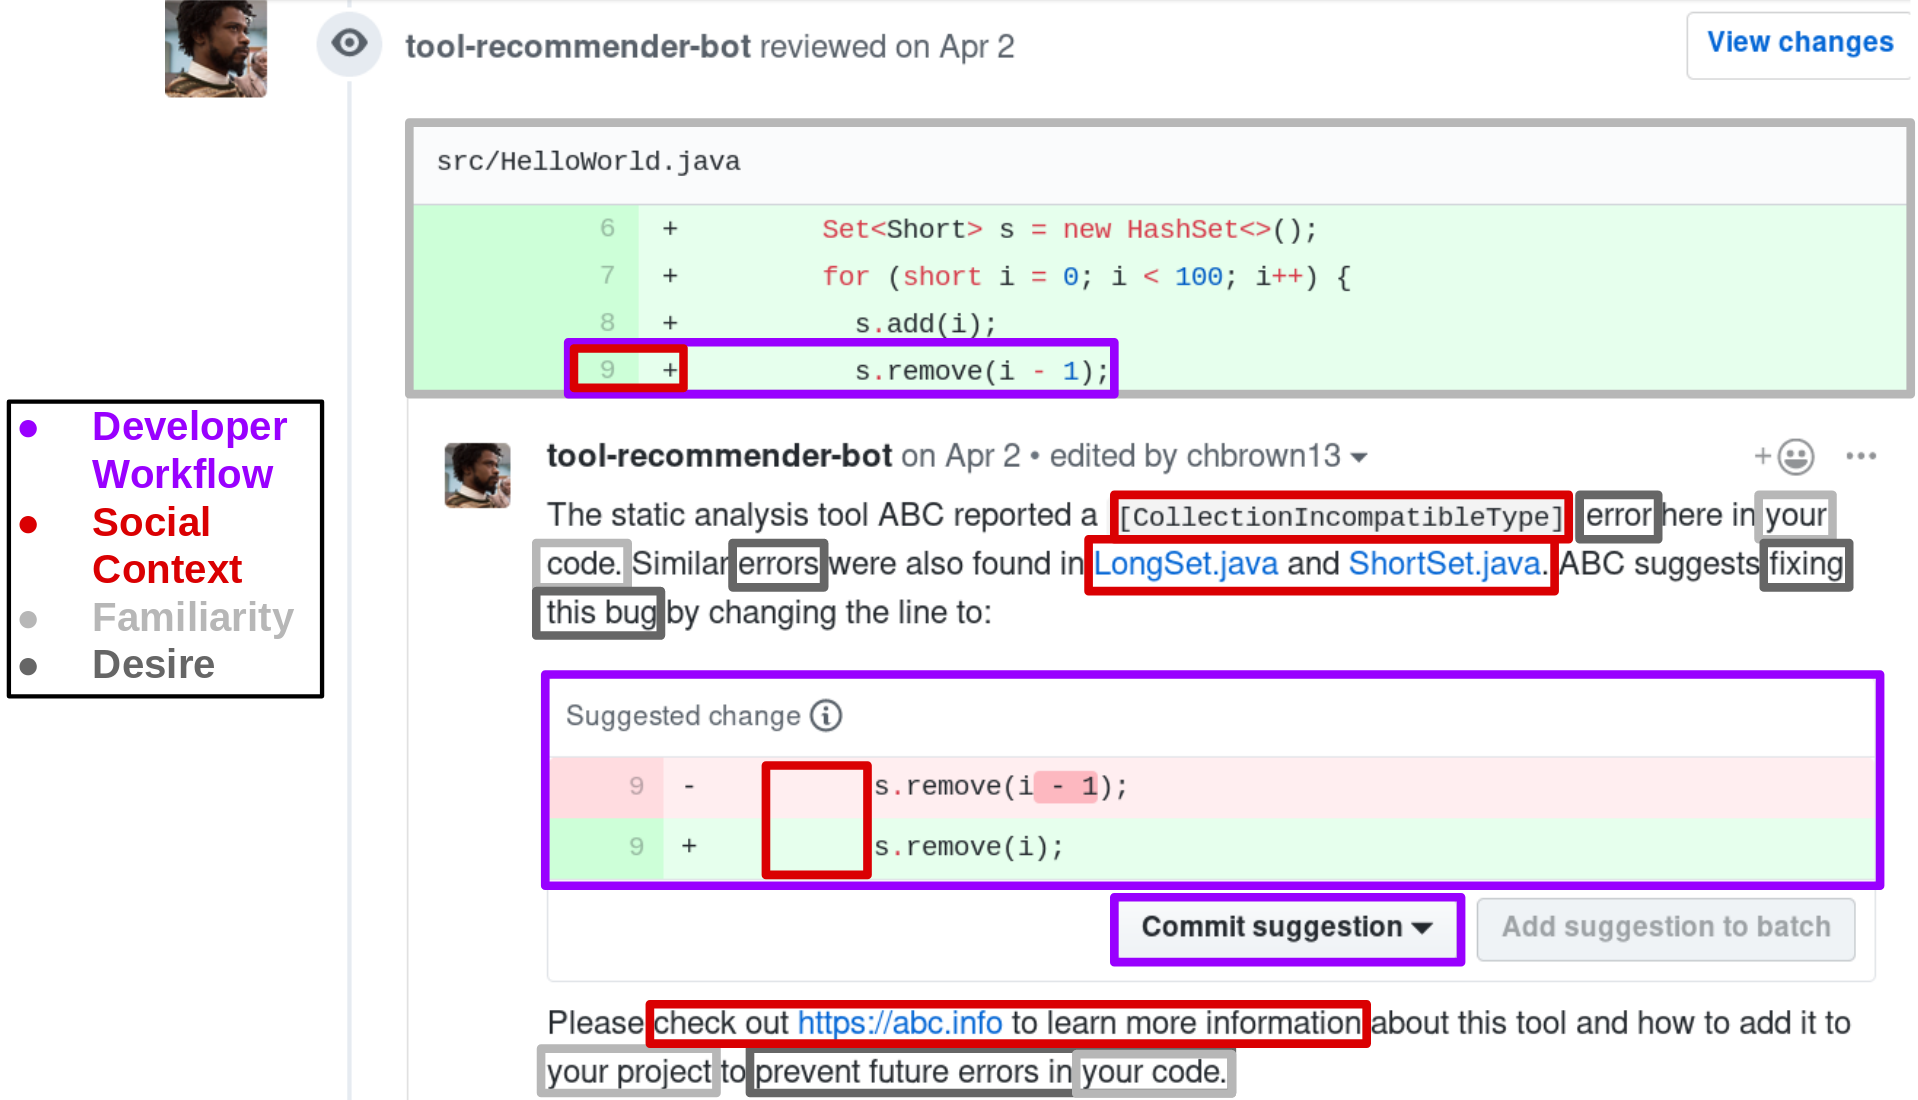 tool-recommender-bot reviewed on Apr 2
View changes
src/HelloWorld.java
6 + Set<Short> s = new HashSet<>();
7 + for (short i = 0; i < 100; i++) {
8 + s.add(i);
9 + s.remove(i - 1);
• Developer
Workflow
• Social
Context
• Familiarity
• Desire
tool-recommender-bot on Apr 2 • edited by chbrown13
The static analysis tool ABC reported a [CollectionIncompatibleType] error here in your
code. Similar errors were also found in LongSet.java and ShortSet.java. ABC suggests fixing
this bug by changing the line to:
Suggested change
9 - s.remove(i - 1);
9 + s.remove(i);
Commit suggestion
Add suggestion to batch
Please check out https://abc.info to learn more information about this tool and how to add it to
your project to prevent future errors in your code.